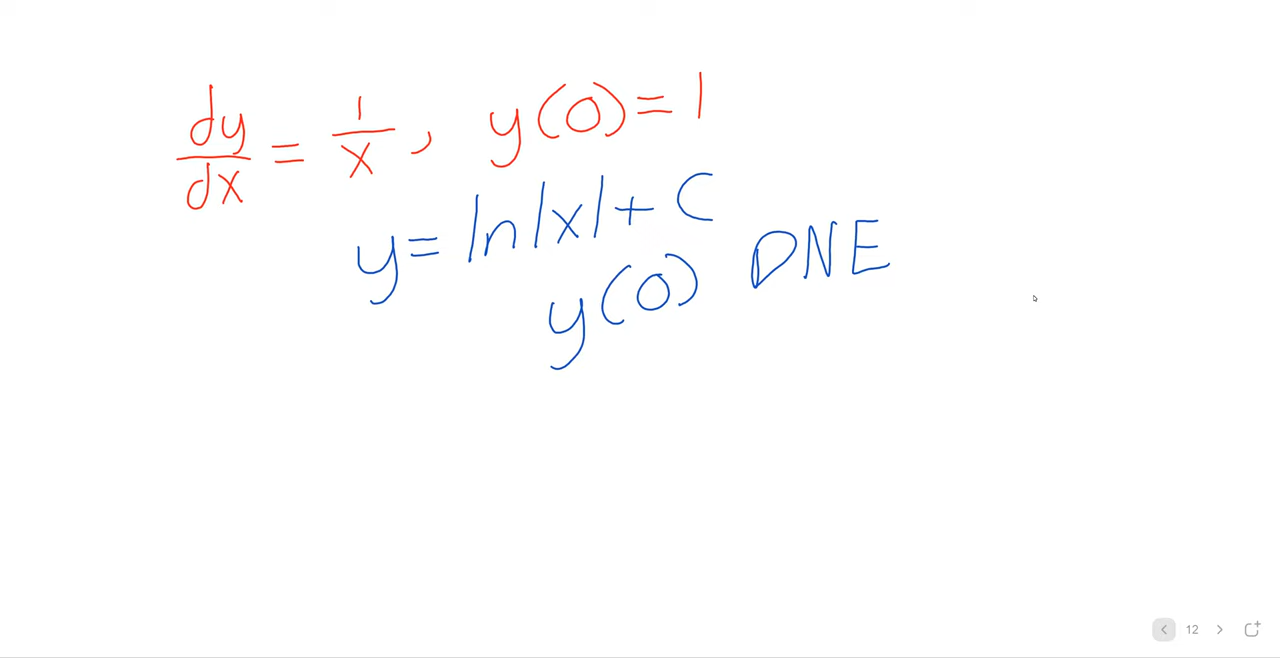 dy/dx = 1/x, y(0) = 1
y = ln|x| + C
y(0) DNE
12